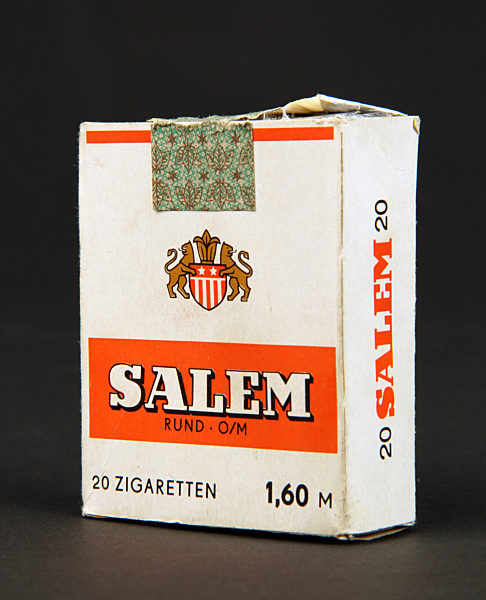 SALEM
RUND · O/M
20 ZIGARETTEN
1,60 M
20 SALEM 20